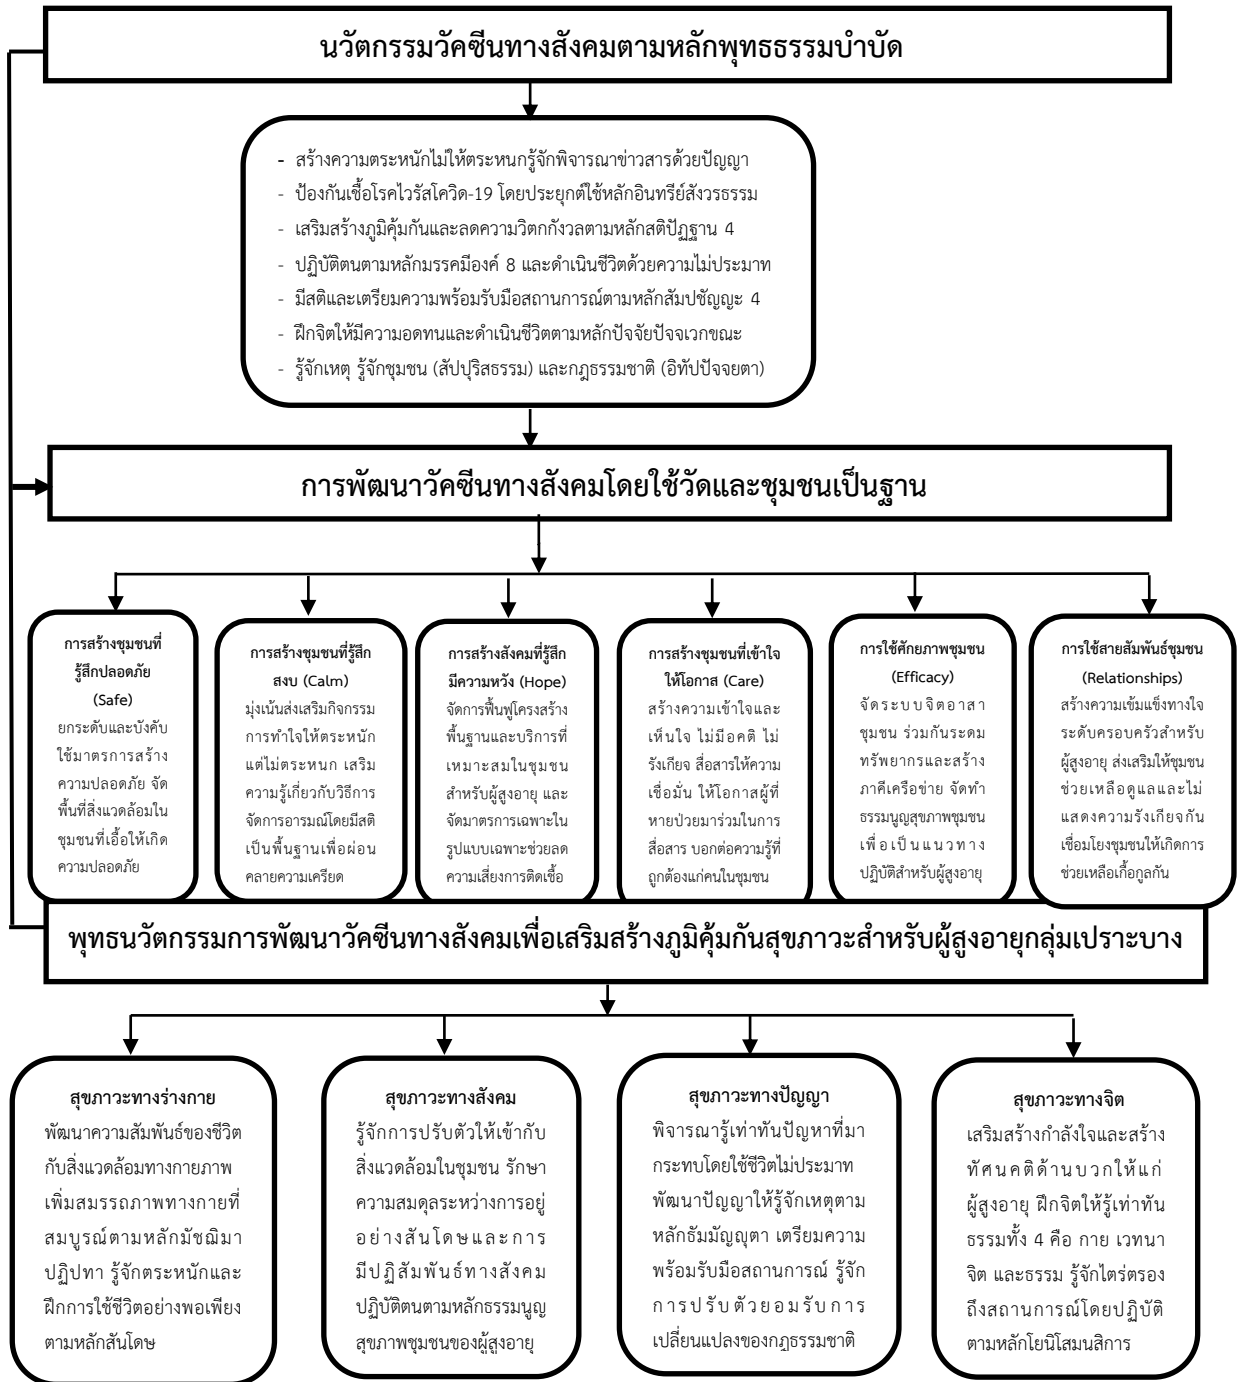 นวัตกรรมวัคซีนทางสังคมตามหลักพุทธธรรมบำบัด
- สร้างความตระหนักไม่ให้ตระหนกรู้จักพิจารณาข่าวสารด้วยปัญญา
- ป้องกันเชื้อโรคไวรัสโควิด-19 โดยประยุกต์ใช้หลักอินทรีย์สังวรธรรม
- เสริมสร้างภูมิคุ้มกันและลดความวิตกกังวลตามหลักสติปัฏฐาน 4
- ปฏิบัติตนตามหลักมรรคมีองค์ 8 และดำเนินชีวิตด้วยความไม่ประมาท
- มีสติและเตรียมความพร้อมรับมือสถานการณ์ตามหลักสัมปชัญญะ 4
- ฝึกจิตให้มีความอดทนและดำเนินชีวิตตามหลักปัจจัยปัจจเวกขณะ
- รู้จักเหตุ รู้จักชุมชน (สัปปุริสธรรม) และกฎธรรมชาติ (อิทัปปัจจยตา)
การพัฒนาวัคซีนทางสังคมโดยใช้วัดและชุมชนเป็นฐาน
การสร้างชุมชนที่
รู้สึกปลอดภัย
(Safe)
ยกระดับและบังคับ
ใช้มาตรการสร้าง
ความปลอดภัย จัด
พื้นที่สิ่งแวดล้อมใน
ชุมชนที่เอื้อให้เกิด
ความปลอดภัย
การสร้างชุมชนที่รู้สึก
สงบ (Calm)
มุ่งเน้นส่งเสริมกิจกรรม
การทำใจให้ตระหนัก
แต่ไม่ตระหนก เสริม
ความรู้เกี่ยวกับวิธีการ
จัดการอารมณ์โดยมีสติ
เป็นพื้นฐานเพื่อผ่อน
คลายความเครียด
การสร้างสังคมที่รู้สึก
มีความหวัง (Hope)
จัดการฟื้นฟูโครงสร้าง
พื้นฐานและบริการที่
เหมาะสมในชุมชน
สำหรับผู้สูงอายุ และ
จัดมาตรการเฉพาะใน
รูปแบบเฉพาะช่วยลด
ความเสี่ยงการติดเชื้อ
การสร้างชุมชนที่เข้าใจ
ให้โอกาส (Care)
สร้างความเข้าใจและ
เห็นใจ ไม่มีอคติ ไม่
รังเกียจ สื่อสารให้ความ
เชื่อมั่น ให้โอกาสผู้ที่
หายป่วยมาร่วมในการ
สื่อสาร บอกต่อความรู้ที่
ถูกต้องแก่คนในชุมชน
การใช้ศักยภาพชุมชน
(Efficacy)
จัดระบบจิตอาสา
ชุมชน ร่วมกันระดม
ทรัพยากรและสร้าง
ภาคีเครือข่าย จัดทำ
ธรรมนูญสุขภาพชุมชน
เพื่อเป็นแนวทาง
ปฏิบัติสำหรับผู้สูงอายุ
การใช้สายสัมพันธ์ชุมชน
(Relationships)
สร้างความเข้มแข็งทางใจ
ระดับครอบครัวสำหรับ
ผู้สูงอายุ ส่งเสริมให้ชุมชน
ช่วยเหลือดูแลและไม่
แสดงความรังเกียจกัน
เชื่อมโยงชุมชนให้เกิดการ
ช่วยเหลือเกื้อกูลกัน
พุทธนวัตกรรมการพัฒนาวัคซีนทางสังคมเพื่อเสริมสร้างภูมิคุ้มกันสุขภาวะสำหรับผู้สูงอายุกลุ่มเปราะบาง
สุขภาวะทางร่างกาย
พัฒนาความสัมพันธ์ของชีวิต
กับสิ่งแวดล้อมทางกายภาพ
เพิ่มสมรรถภาพทางกายที่
สมบูรณ์ตามหลักมัชฌิมา
ปฏิปทา รู้จักตระหนักและ
ฝึกการใช้ชีวิตอย่างพอเพียง
ตามหลักสันโดษ
สุขภาวะทางสังคม
รู้จักการปรับตัวให้เข้ากับ
สิ่งแวดล้อมในชุมชน รักษา
ความสมดุลระหว่างการอยู่
อย่างสันโดษและการ
มีปฏิสัมพันธ์ทางสังคม
ปฏิบัติตนตามหลักธรรมนูญ
สุขภาพชุมชนของผู้สูงอายุ
สุขภาวะทางปัญญา
พิจารณารู้เท่าทันปัญหาที่มา
กระทบโดยใช้ชีวิตไม่ประมาท
พัฒนาปัญญาให้รู้จักเหตุตาม
หลักธัมมัญญุตา เตรียมความ
พร้อมรับมือสถานการณ์ รู้จัก
การปรับตัวยอมรับการ
เปลี่ยนแปลงของกฎธรรมชาติ
สุขภาวะทางจิต
เสริมสร้างกำลังใจและสร้าง
ทัศนคติด้านบวกให้แก่
ผู้สูงอายุ ฝึกจิตให้รู้เท่าทัน
ธรรมทั้ง 4 คือ กาย เวทนา
จิต และธรรม รู้จักไตร่ตรอง
ถึงสถานการณ์โดยปฏิบัติ
ตามหลักโยนิโสมนสิการ